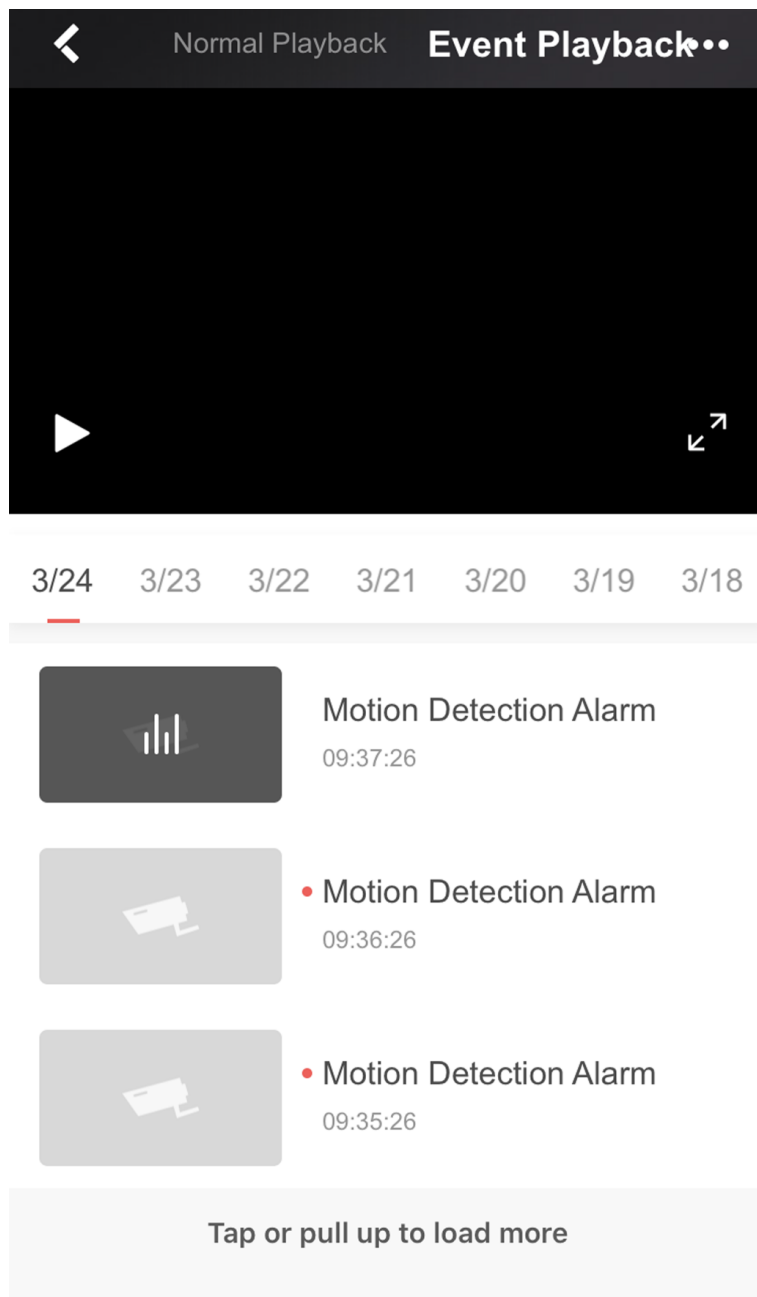 Normal Playback Event Playback
3/24 3/23 3/22 3/21 3/20 3/19 3/18
Motion Detection Alarm
09:37:26
Motion Detection Alarm
09:36:26
Motion Detection Alarm
09:35:26
Tap or pull up to load more